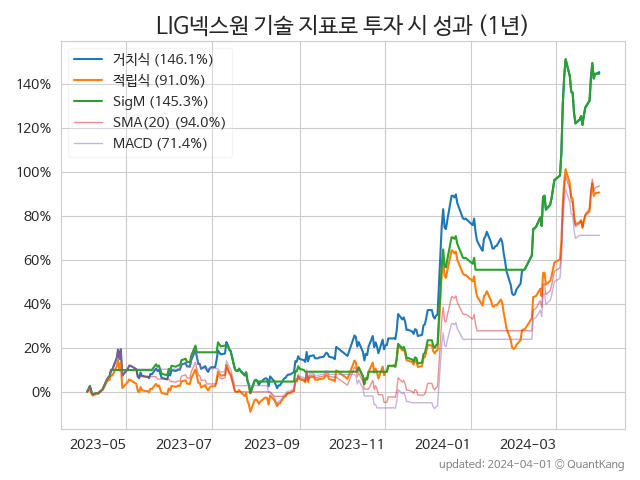 LIG넥스원 기술 지표로 투자 시 성과 (1년)
거치식 (146.1%)
적립식 (91.0%)
SigM (145.3%)
SMA(20) (94.0%)
MACD (71.4%)
140%
120%
100%
80%
60%
40%
20%
0%
2023-05 2023-07 2023-09 2023-11 2024-01 2024-03
updated: 2024-04-01 © QuantKang